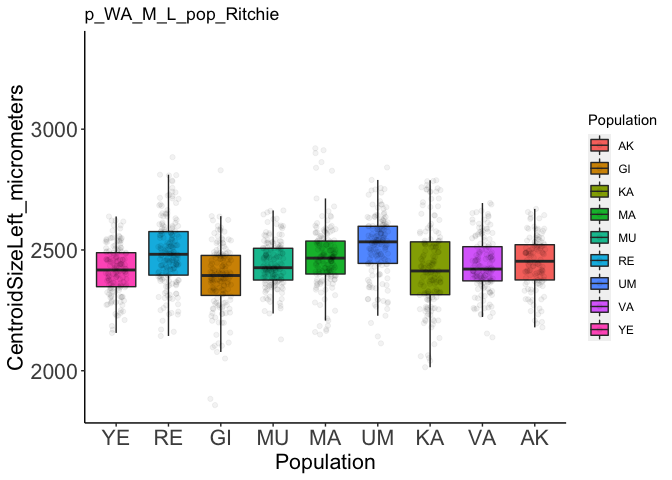 p_WA_M_L_pop_Ritchie
CentroidSizeLeft_micrometers
3000
2500
2000
YE RE GI MU MA UM KA VA AK
Population
Population
AK
GI
KA
MA
MU
RE
UM
VA
YE